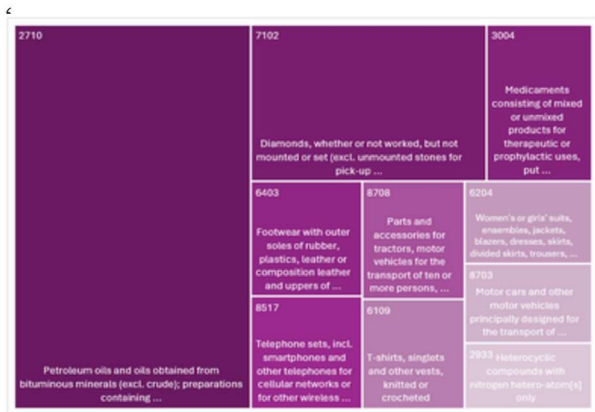 2710
Petroleum oils and oils obtained from
bituminous minerals (excl. crude); preparations
containing ...
7102
Diamonds, whether or not worked, but not
mounted or set (excl. unmounted stones for
pick-up ...
3004
Medicaments
consisting of mixed
or unmixed
products for
therapeutic or
prophylactic uses,
put ...
6403
Footwear with outer
soles of rubber,
plastics, leather or
composition leather
and uppers of ...
8708
Parts and
accessories for
tractors, motor
vehicles for the
transport of ten or
more persons, ...
6204
Women's or girls' suits,
ensembles, jackets,
blazers, dresses, skirts,
divided skirts, trousers, ...
8703
Motor cars and other
motor vehicles
principally designed for
the transport of ...
8517
Telephone sets, incl.
smartphones and
other telephones for
cellular networks or
for other wireless ...
6109
T-shirts, singlets
and other vests,
knitted or
crocheted
2933 Heterocyclic
compounds with
nitrogen hetero-atom[s]
only